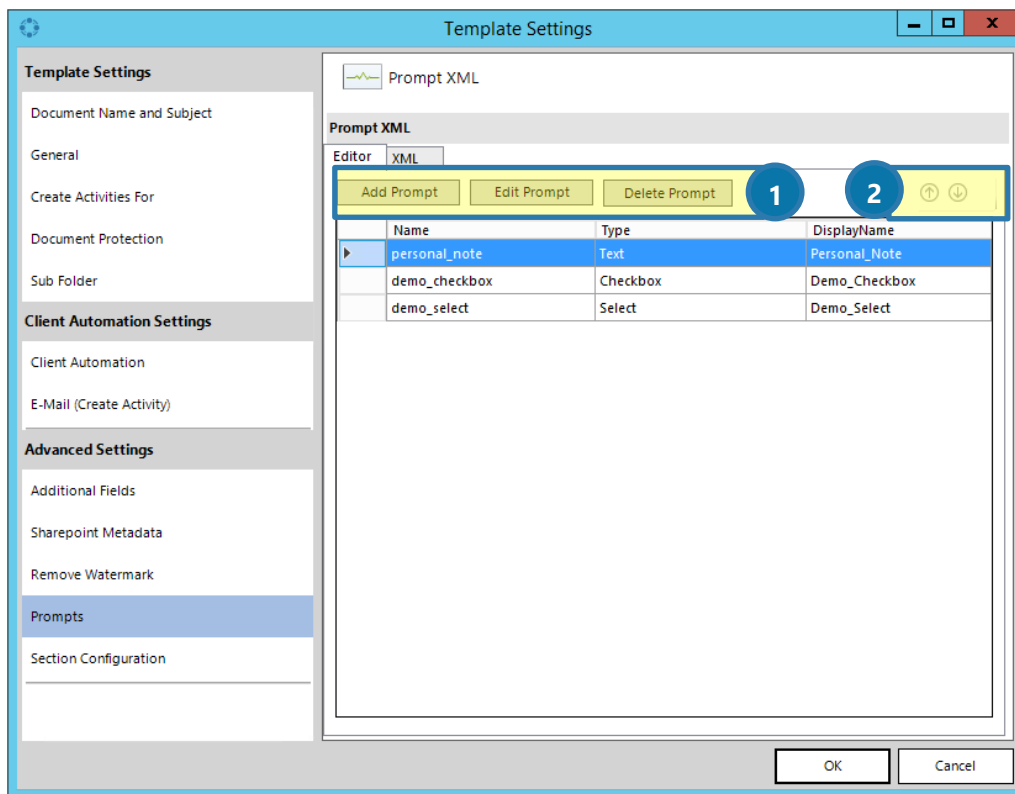 Template Settings
Template Settings
Document Name and Subject
General
Create Activities For
Document Protection
Sub Folder
Client Automation Settings
Client Automation
E-Mail (Create Activity)
Advanced Settings
Additional Fields
Sharepoint Metadata
Remove Watermark
Prompts
Section Configuration
Prompt XML
Prompt XML
Editor XML
Add Prompt Edit Prompt Delete Prompt 1 2
Name Type DisplayName
personal_note Text Personal_Note
demo_checkbox Checkbox Demo_Checkbox
demo_select Select Demo_Select
OK Cancel